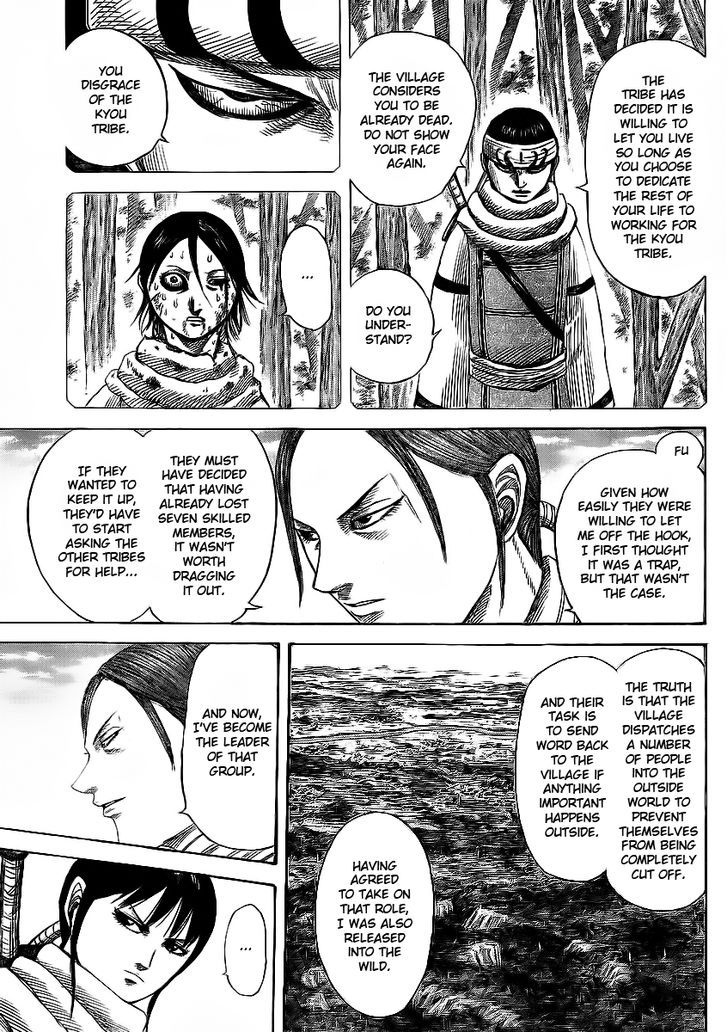 THE
TRIBE HAS
DECIDED IT IS
WILLING TO
LET YOU LIVE
SO LONG AS
YOU CHOOSE
TO DEDICATE
THE REST OF
YOUR LIFE TO
WORKING FOR
THE KYOU
TRIBE.
THE VILLAGE
CONSIDERS
YOU TO BE
ALREADY DEAD.
DO NOT SHOW
YOUR FACE
AGAIN.
DO YOU
UNDER-
STAND?
YOU
DISGRACE
OF THE
KYOU
TRIBE.
...
FU
GIVEN HOW
EASILY THEY WERE
WILLING TO LET
ME OFF THE HOOK,
I FIRST THOUGHT
IT WAS A TRAP,
BUT THAT WASN'T
THE CASE.
THEY MUST
HAVE DECIDED
THAT HAVING
ALREADY LOST
SEVEN SKILLED
MEMBERS,
IT WASN'T
WORTH
DRAGGING
IT OUT.
IF THEY
WANTED TO
KEEP IT UP,
THEY'D HAVE
TO START
ASKING THE
OTHER TRIBES
FOR HELP...
THE TRUTH
IS THAT THE
VILLAGE
DISPATCHES
A NUMBER
OF PEOPLE
INTO THE
OUTSIDE
WORLD TO
PREVENT
THEMSELVES
FROM BEING
COMPLETELY
CUT OFF.
AND THEIR
TASK IS
TO SEND
WORD BACK
TO THE
VILLAGE IF
ANYTHING
IMPORTANT
HAPPENS
OUTSIDE.
HAVING
AGREED
TO TAKE ON
THAT ROLE,
I WAS ALSO
RELEASED
INTO THE
WILD.
AND NOW,
I'VE BECOME
THE LEADER
OF THAT
GROUP.
...